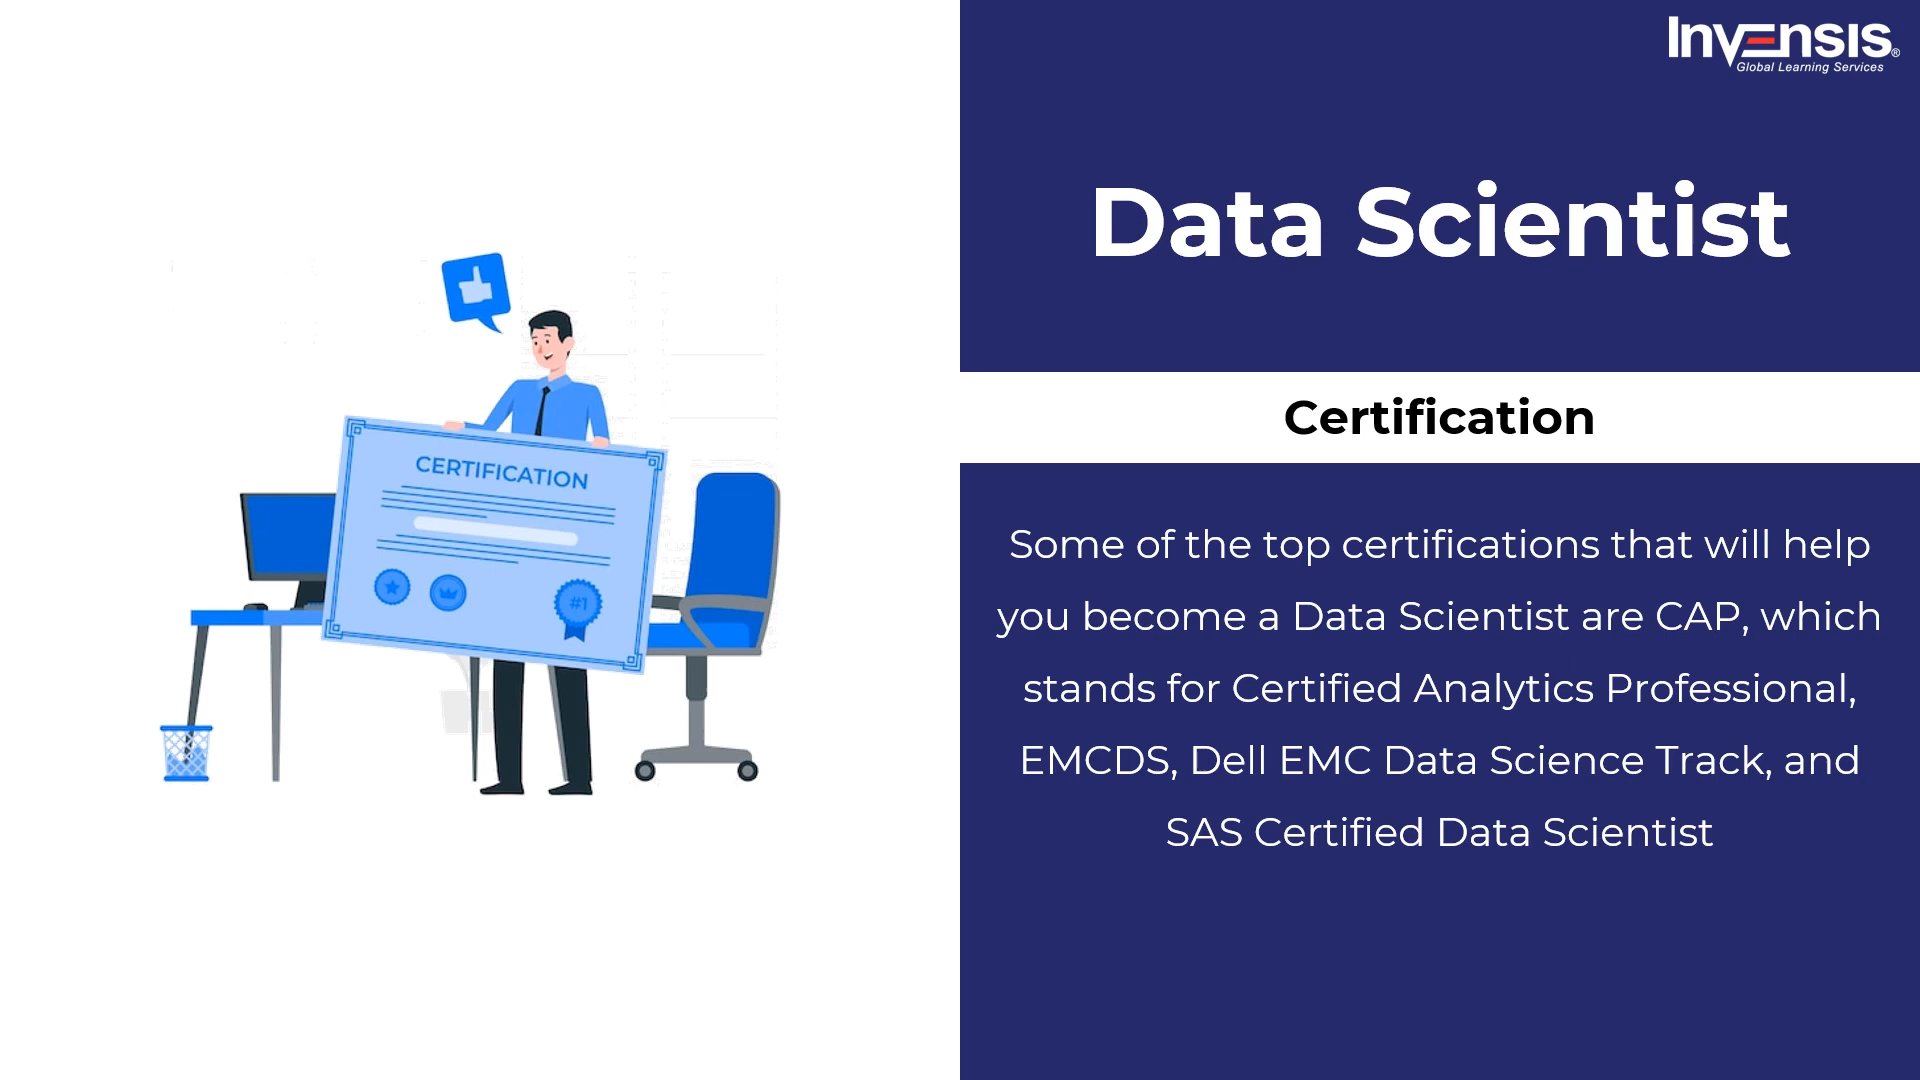 Invensis®
Global Learning Services
Data Scientist
Certification
CERTIFICATION
#1
Some of the top certifications that will help
you become a Data Scientist are CAP, which
stands for Certified Analytics Professional,
EMCDS, Dell EMC Data Science Track, and
SAS Certified Data Scientist